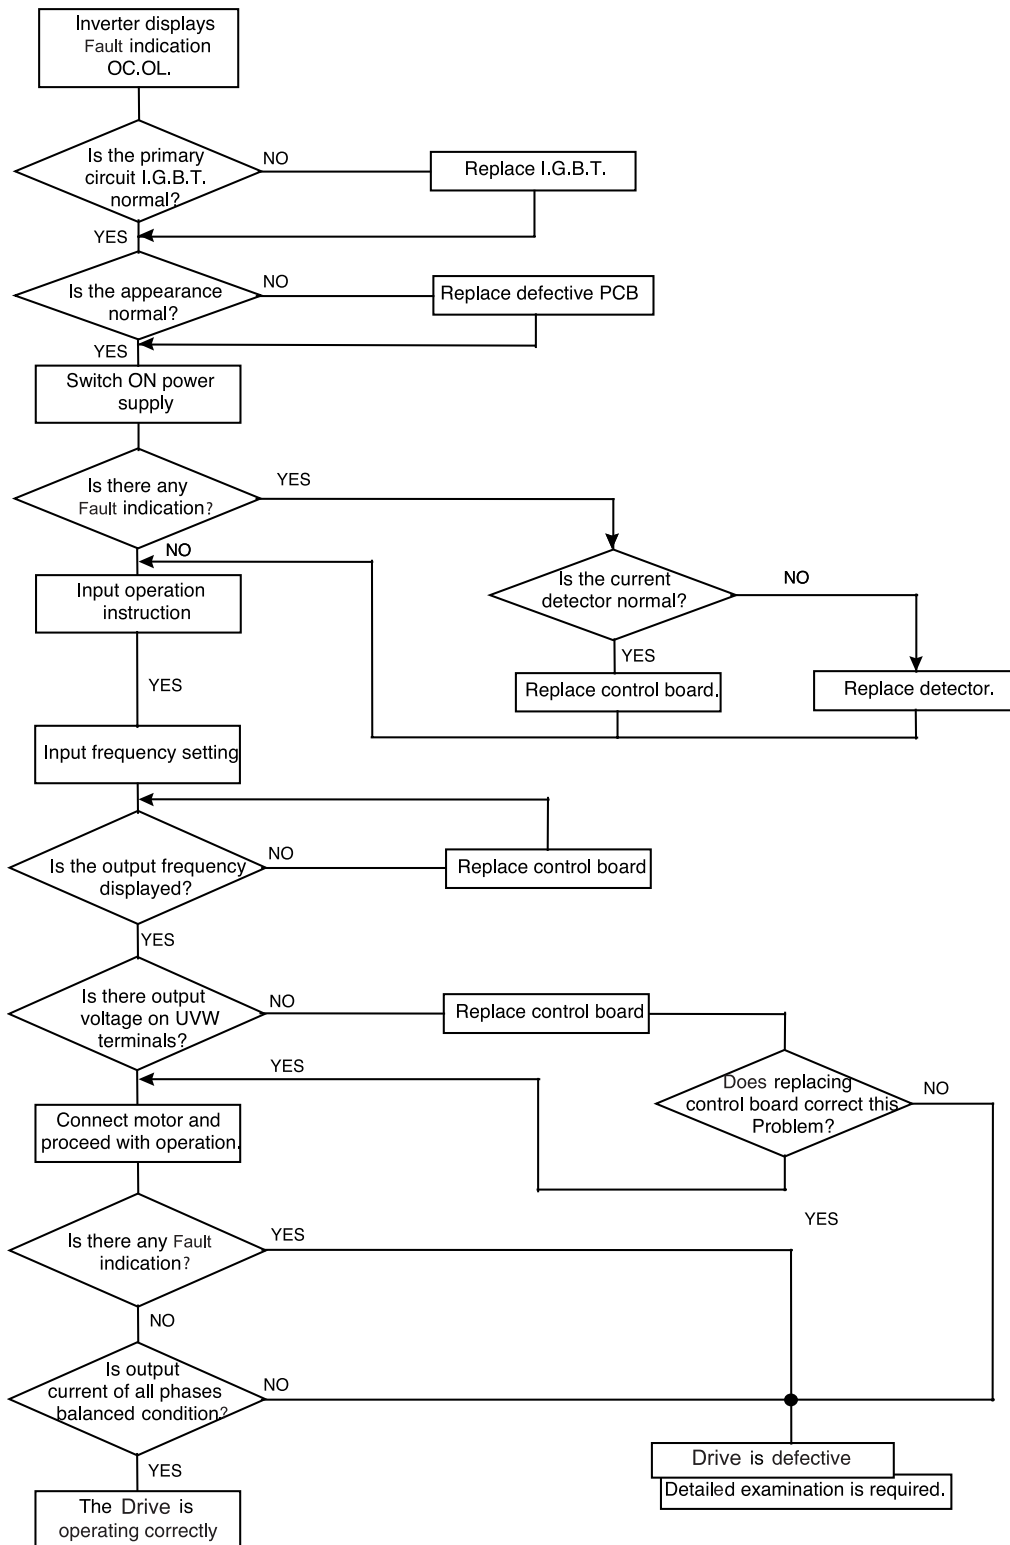 Inverter displays
Fault indication
OC.OL.
Is the primary
circuit I.G.B.T.
normal?
NO
Replace I.G.B.T.
YES
Is the appearance
normal?
NO
Replace defective PCB
YES
Switch ON power
supply
Is there any
Fault indication?
YES
NO
Input operation
instruction
Is the current
detector normal?
NO
YES
Replace control board.
Replace detector.
YES
Input frequency setting
Is the output frequency
displayed?
NO
Replace control board
YES
Is there output
voltage on UVW
terminals?
NO
Replace control board
YES
Does replacing
control board correct this
Problem?
NO
Connect motor and
proceed with operation.
YES
Is there any Fault
indication?
YES
NO
Is output
current of all phases
balanced condition?
NO
YES
Drive is defective
Detailed examination is required.
The Drive is
operating correctly